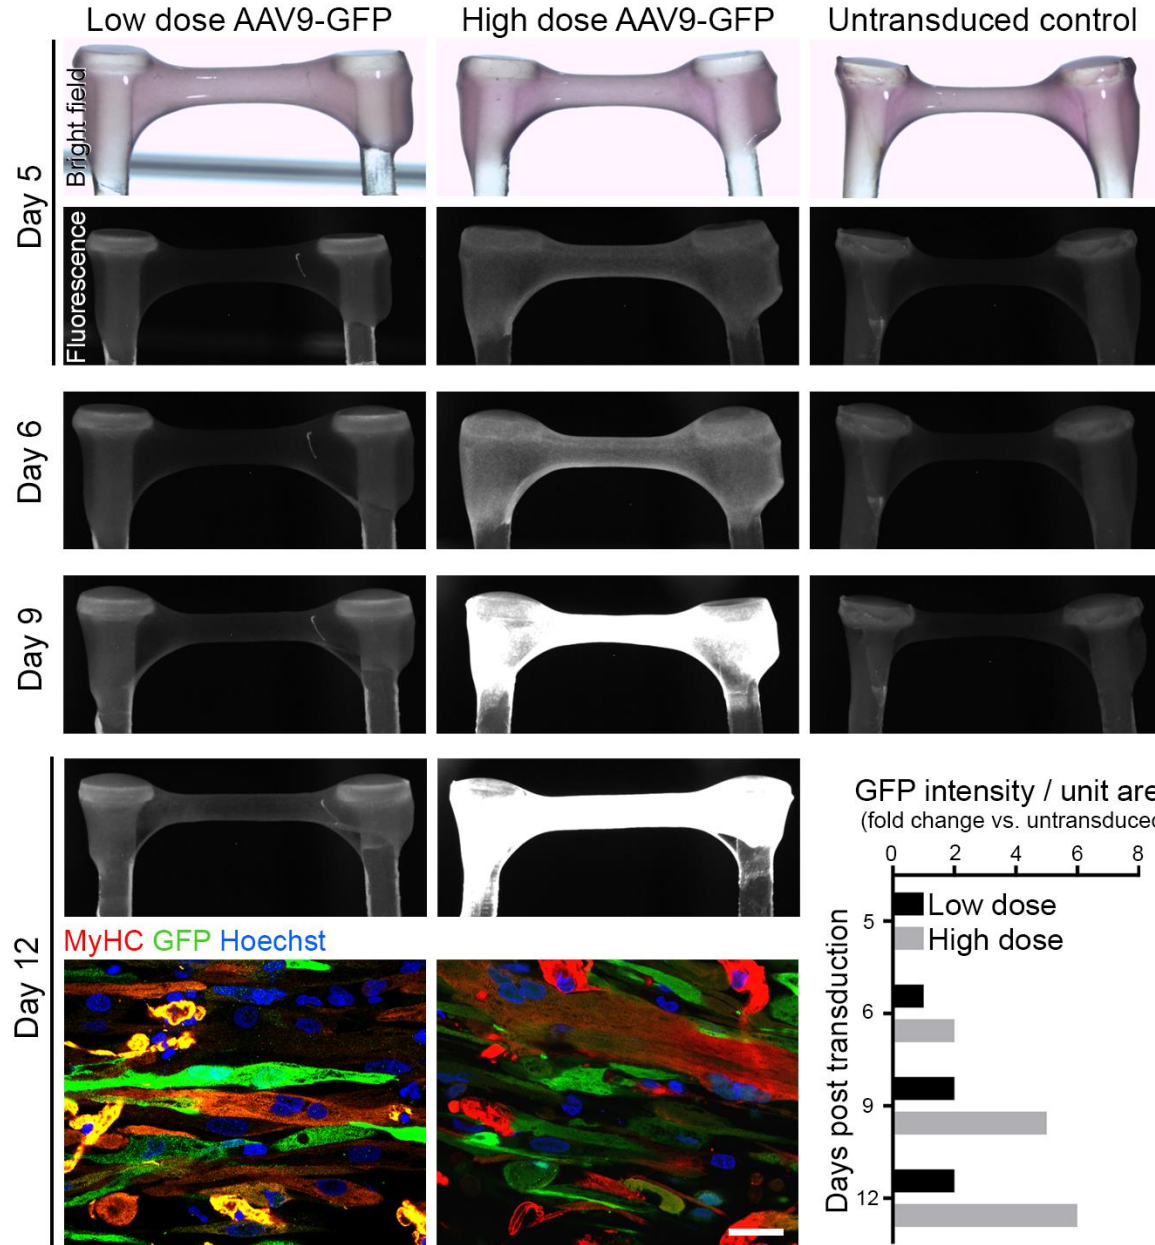 Low dose AAV9-GFP
High dose AAV9-GFP
Untransduced control
Day 5
Bright field
Fluorescence
Day 6
Day 9
Day 12
MyHC GFP Hoechst
GFP intensity / unit are
(fold change vs. untransduced
0 2 4 6 8
Days post transduction
5
6
9
12
Low dose
High dose